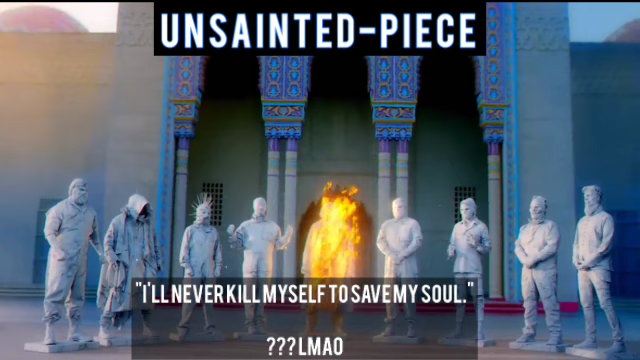 UNSAINTED-PIECE
"I'LL NEVER KILL MYSELF TO SAVE MY SOUL."
??? LMAO